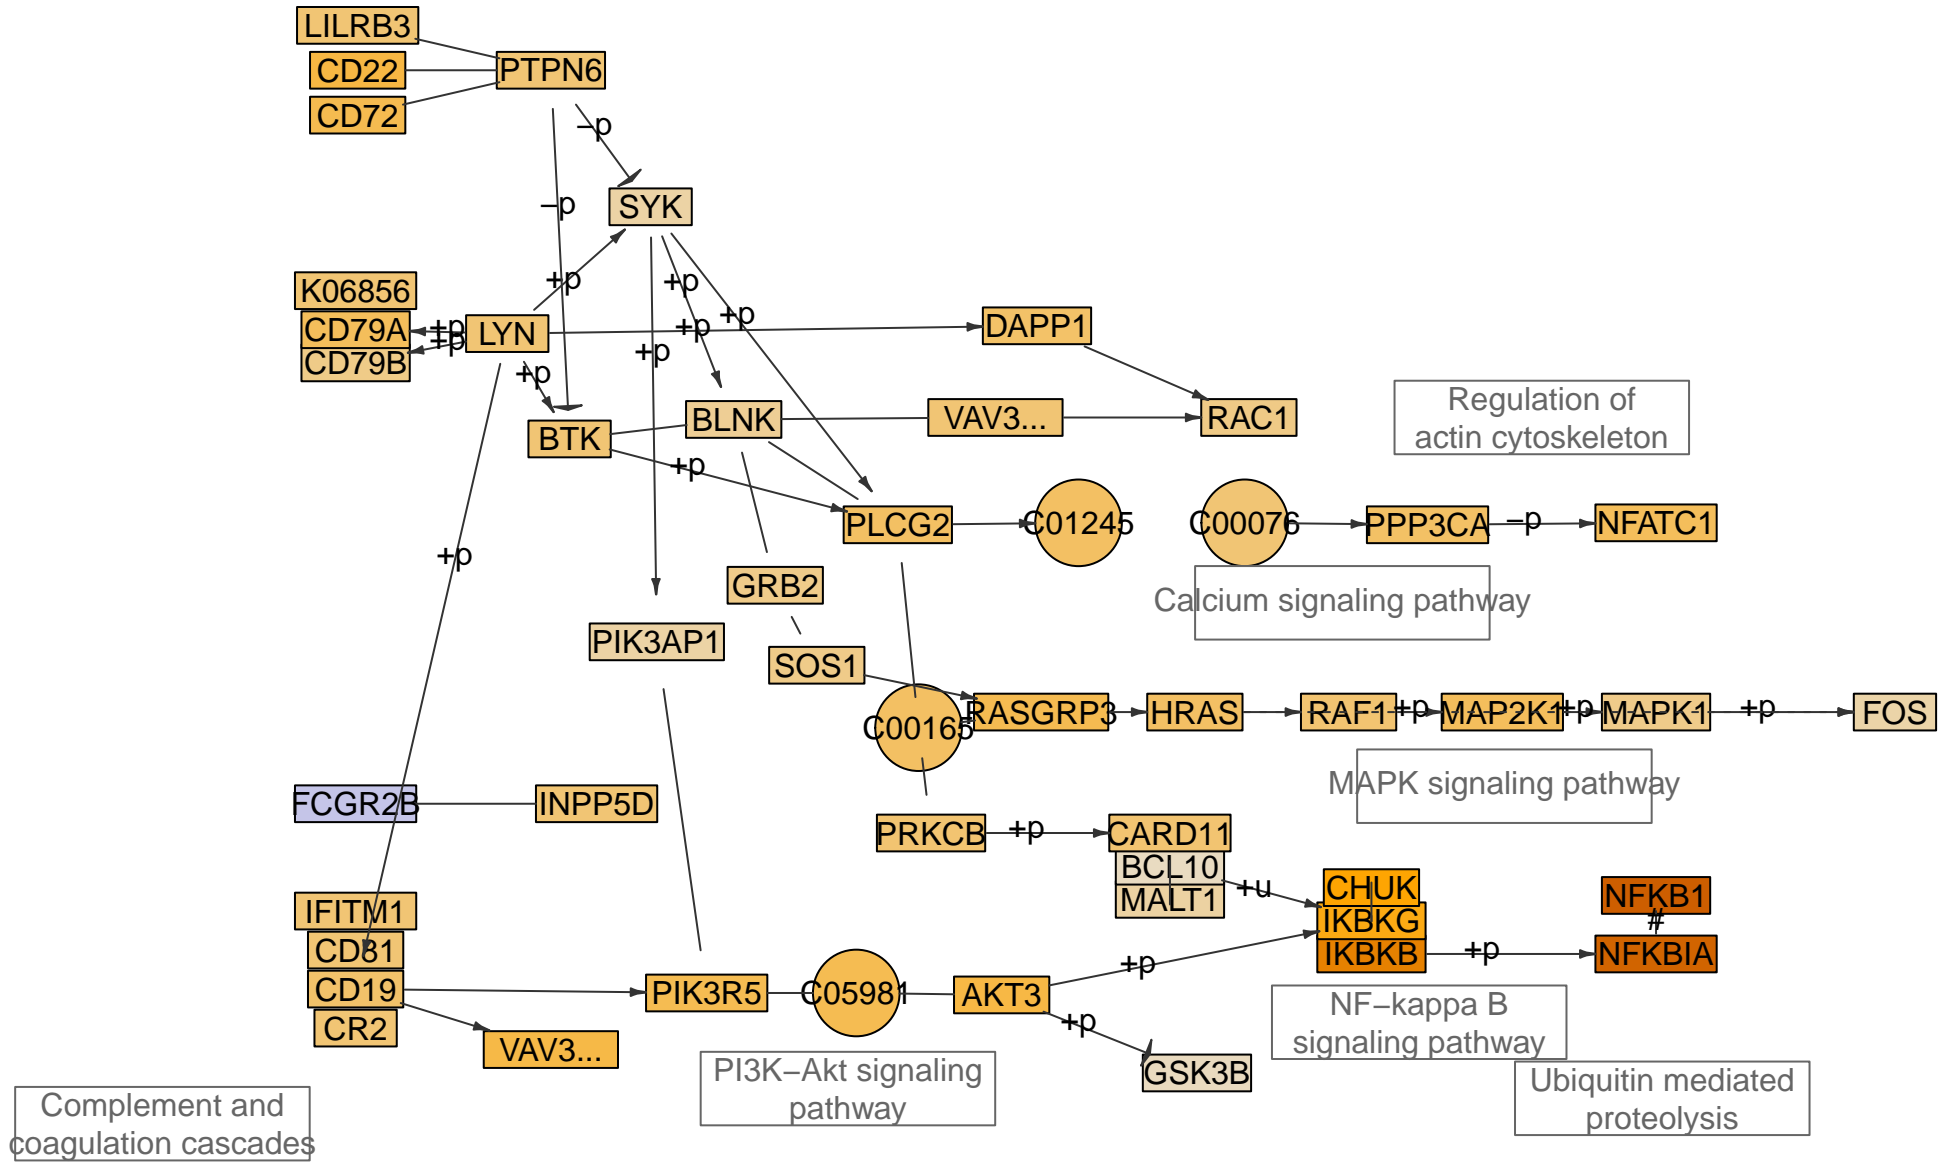 LILRB3
CD22
PTPN6
CD72
–p
SYK
–p
+p
+p
K06856
CD79A
+p
LYN
+p
+p
DAPP1
CD79B
+p
+p
+p
BTK
BLNK
VAV3...
RAC1
Regulation of
actin cytoskeleton
+p
PLCG2
C01245
C00076
PPP3CA
–p
NFATC1
+p
GRB2
Calcium signaling pathway
PIK3AP1
SOS1
C00165
RASGRP3
HRAS
RAF1
+p
MAP2K1
+p
MAPK1
+p
FOS
MAPK signaling pathway
FCGR2B
INPP5D
PRKCB
+p
CARD11
BCL10
MALT1
+u
CHUK
IKBKG
IKBKB
+p
NFKB1
#
NFKBIA
IFITM1
CD81
CD19
CR2
VAV3...
PIK3R5
C05981
AKT3
+p
+p
GSK3B
NF–kappa B
signaling pathway
PI3K–Akt signaling
pathway
Ubiquitin mediated
proteolysis
Complement and
coagulation cascades